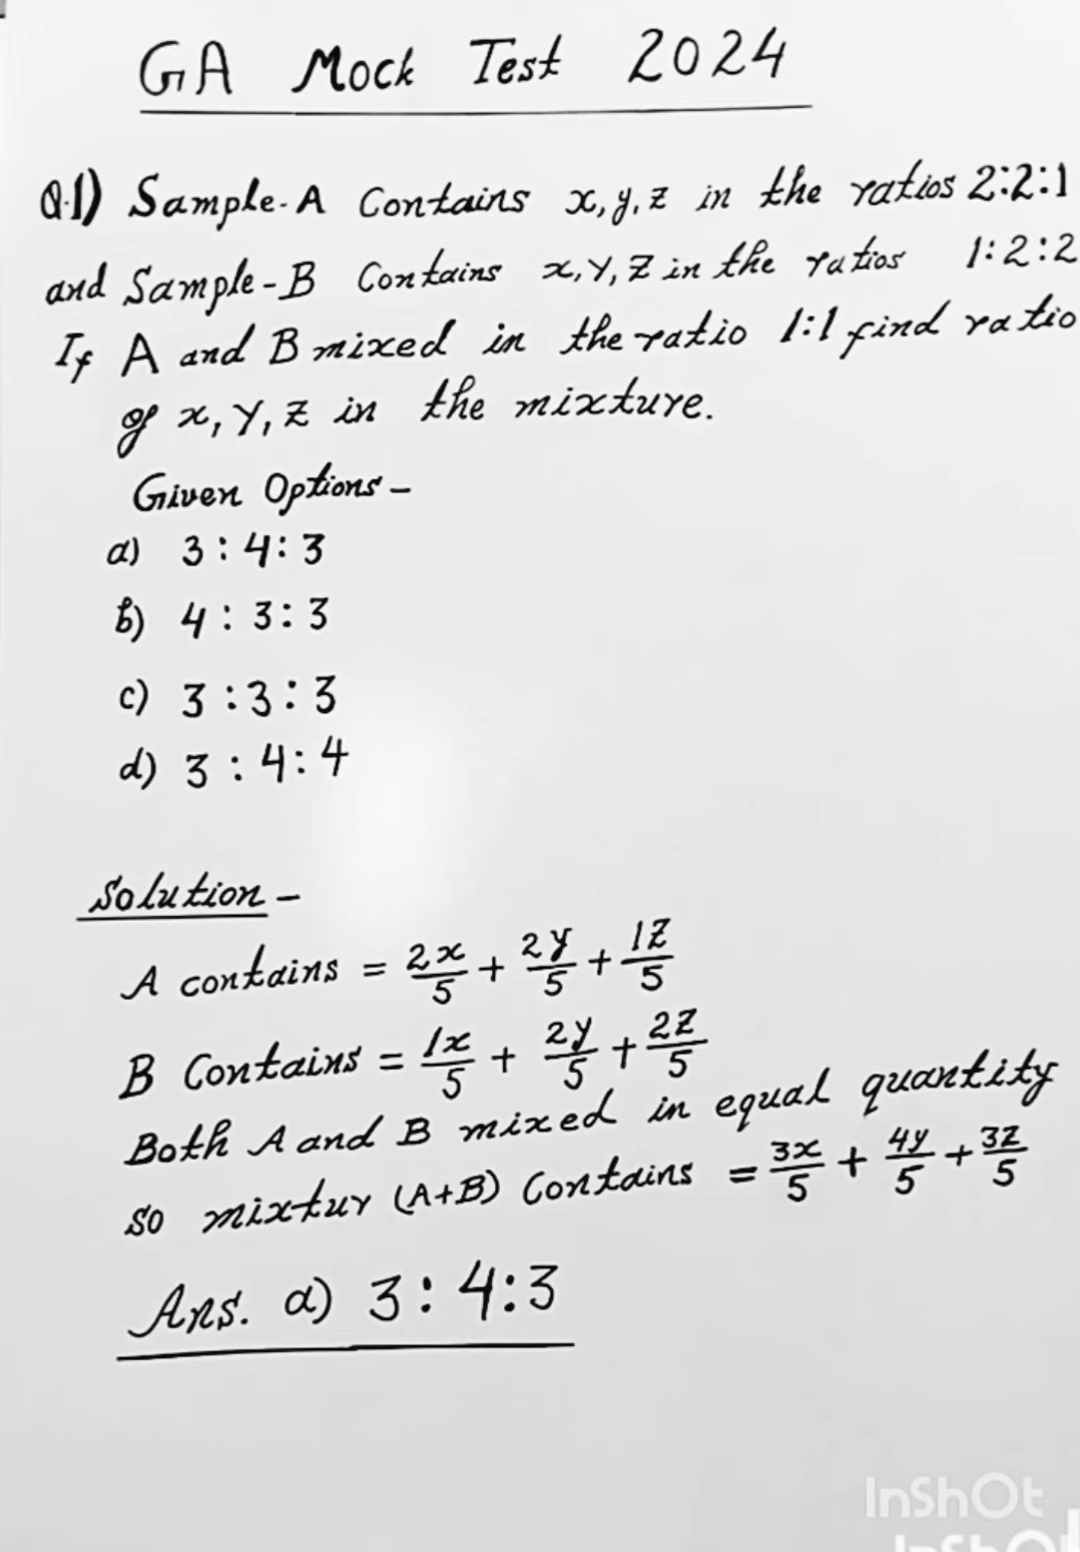 GA Mock Test 2024
Q.1) Sample-A Contains x, y, z in the ratios 2:2:1
and Sample-B Contains x, Y, Z in the ratios 1:2:2
If A and B mixed in the ratio 1:1 find ratio
of x, Y, Z in the mixture.
Given Options -
a) 3 : 4 : 3
b) 4 : 3 : 3
c) 3 : 3 : 3
d) 3 : 4 : 4
Solution -
A contains = 2x/5 + 2y/5 + 1Z/5
B Contains = 1x/5 + 2y/5 + 2Z/5
Both A and B mixed in equal quantity
so mixtur (A+B) Contains = 3x/5 + 4y/5 + 3Z/5
Ans. a) 3 : 4 : 3
InShOt
InShOt